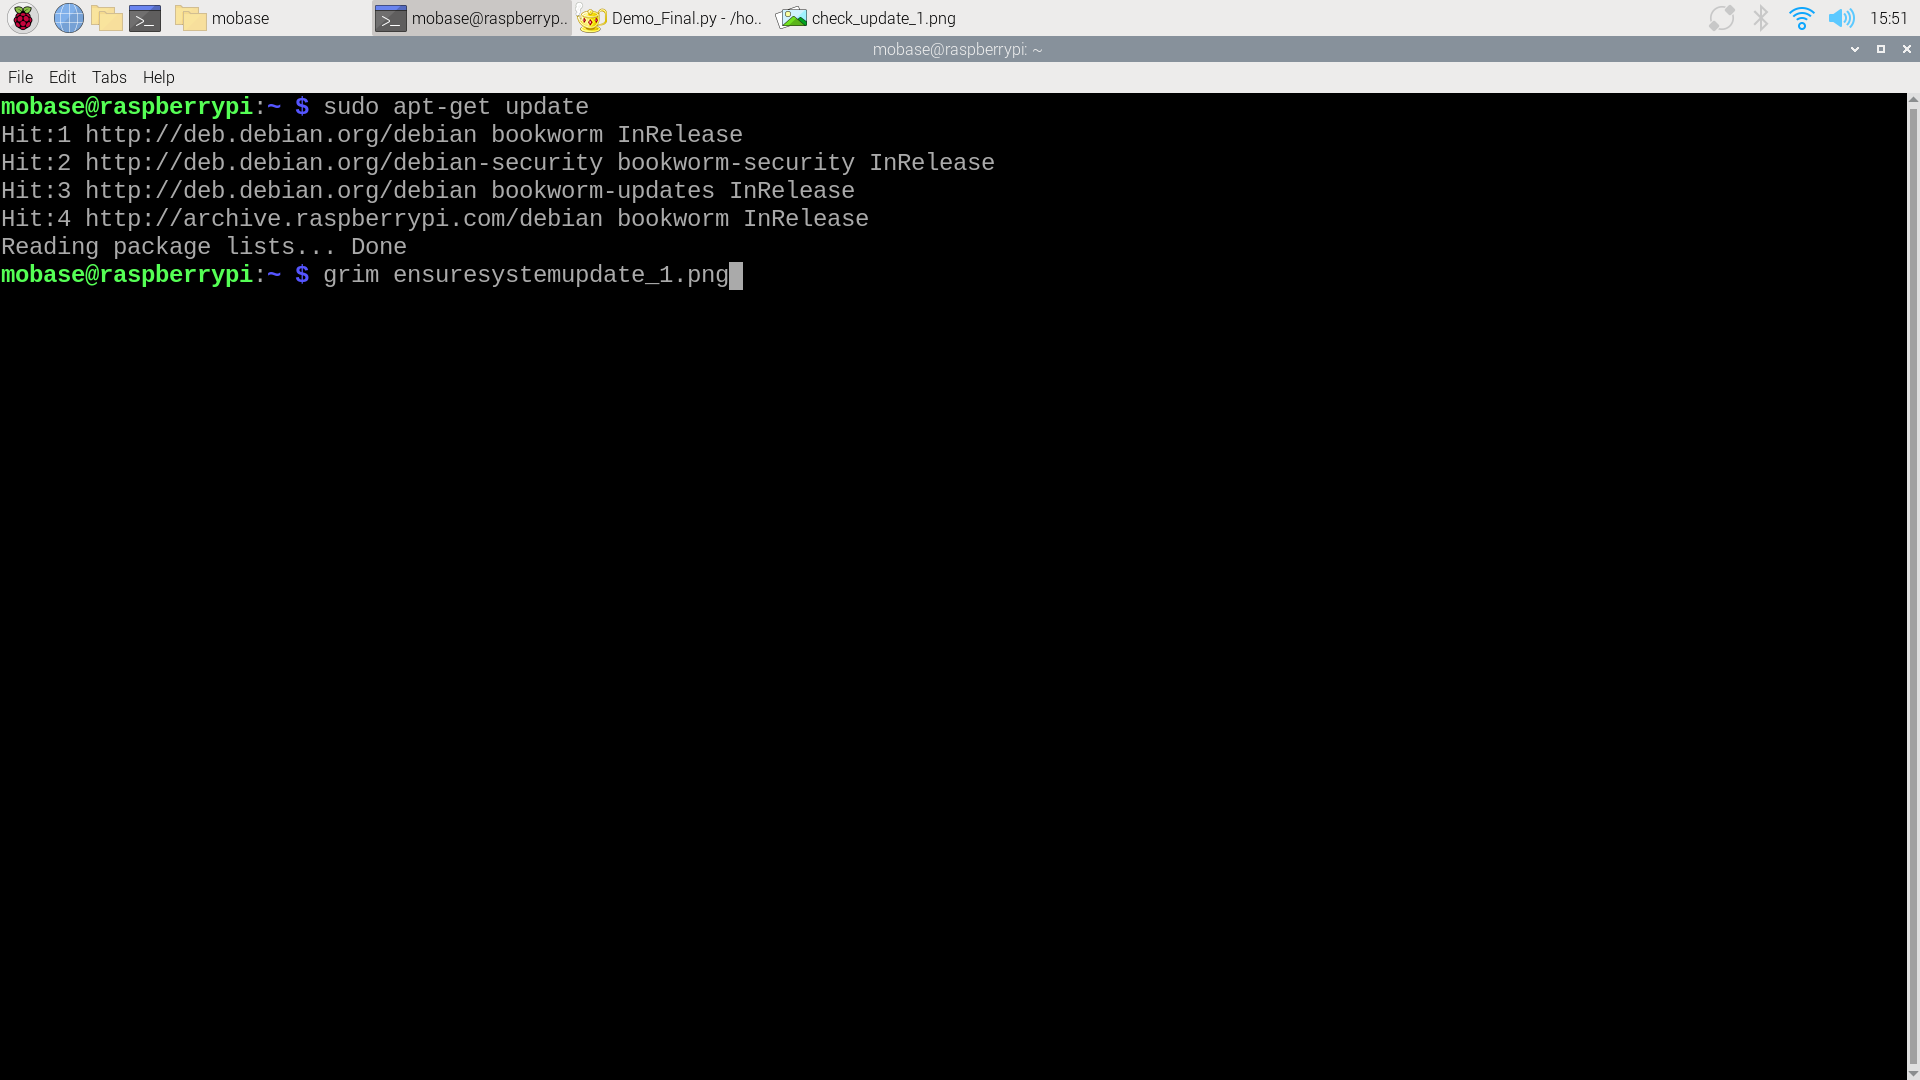 mobase
mobase@raspberryp..
Demo_Final.py - /ho..
check_update_1.png
15:51
mobase@raspberrypi: ~
File Edit Tabs Help
mobase@raspberrypi:~ $ sudo apt-get update
Hit:1 http://deb.debian.org/debian bookworm InRelease
Hit:2 http://deb.debian.org/debian-security bookworm-security InRelease
Hit:3 http://deb.debian.org/debian bookworm-updates InRelease
Hit:4 http://archive.raspberrypi.com/debian bookworm InRelease
Reading package lists... Done
mobase@raspberrypi:~ $ grim ensuresystemupdate_1.png